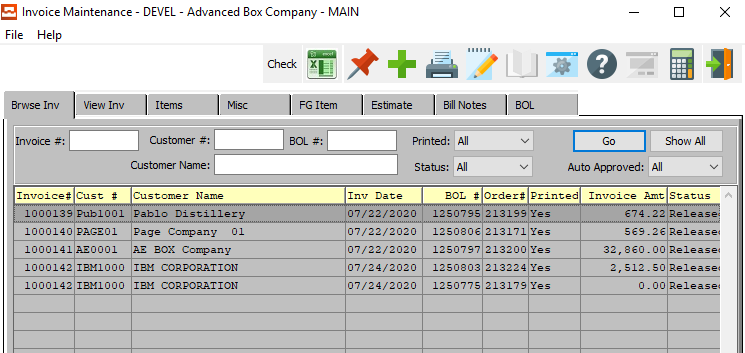 Invoice Maintenance - DEVEL - Advanced Box Company - MAIN
File Help
Check
Brwse Inv View Inv Items Misc FG Item Estimate Bill Notes BOL
Invoice #: Customer #: BOL #: Printed: All Go Show All
Customer Name: Status: All Auto Approved: All
Invoice# Cust # Customer Name Inv Date BOL # Order# Printed Invoice Amt Status
1000139 Publ001 Pablo Distillery 07/22/2020 1250795 213199 Yes 674.22 Released
1000140 PAGE01 Page Company 01 07/22/2020 1250806 213171 Yes 569.26 Released
1000141 AE0001 AE BOX Company 07/22/2020 1250797 213200 Yes 32,860.00 Released
1000142 IBM1000 IBM CORPORATION 07/24/2020 1250803 213224 Yes 2,512.50 Released
1000142 IBM1000 IBM CORPORATION 07/24/2020 1250775 213179 Yes 0.00 Released